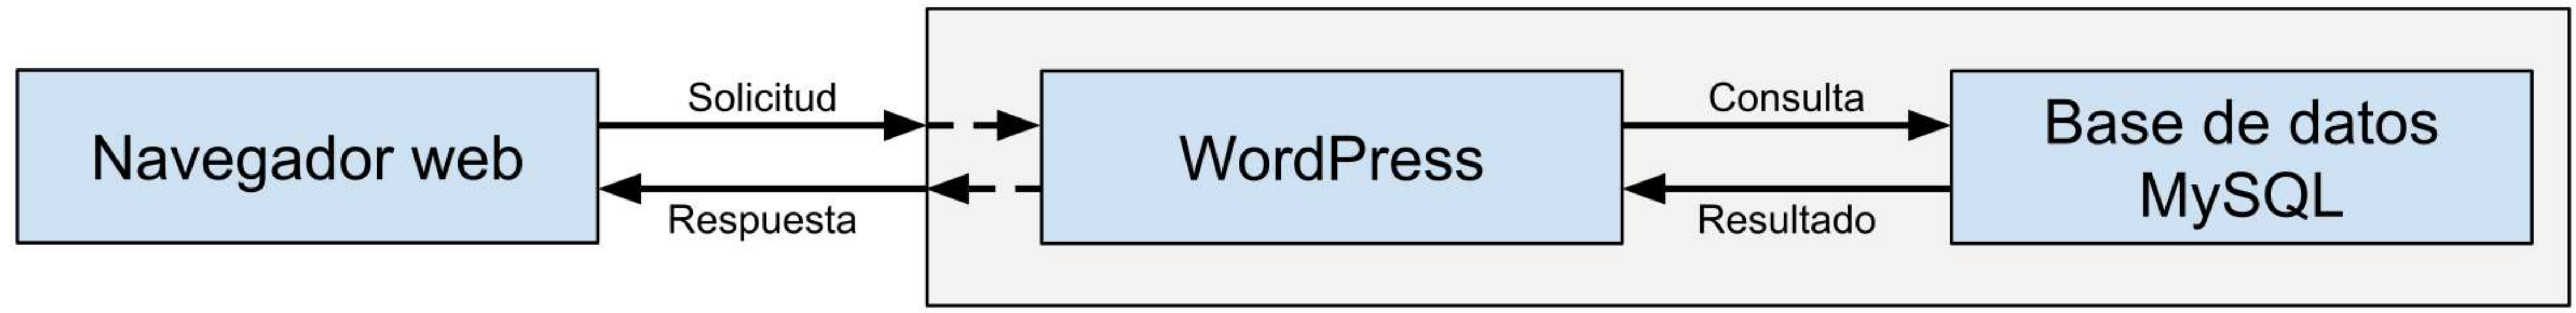 Navegador web
Solicitud
Respuesta
WordPress
Consulta
Resultado
Base de datos
MySQL